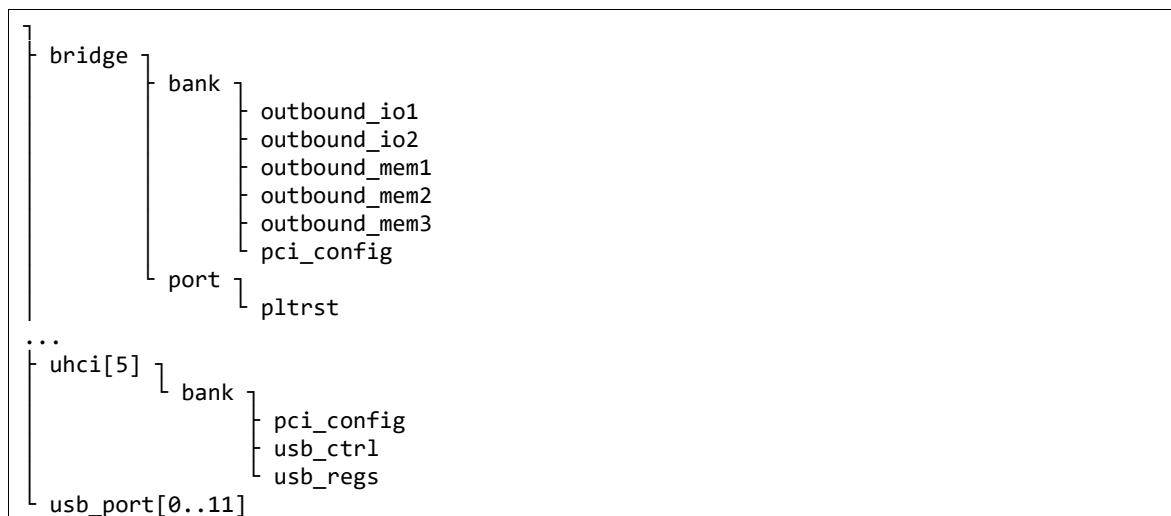 ┐
├ bridge ┐
│ ├ bank ┐
│ │ ├ outbound_io1
│ │ ├ outbound_io2
│ │ ├ outbound_mem1
│ │ ├ outbound_mem2
│ │ ├ outbound_mem3
│ │ └ pci_config
│ └ port ┐
│ └ pltrst
...
├ uhci[5] ┐
│ └ bank ┐
│ ├ pci_config
│ ├ usb_ctrl
│ └ usb_regs
└ usb_port[0..11]